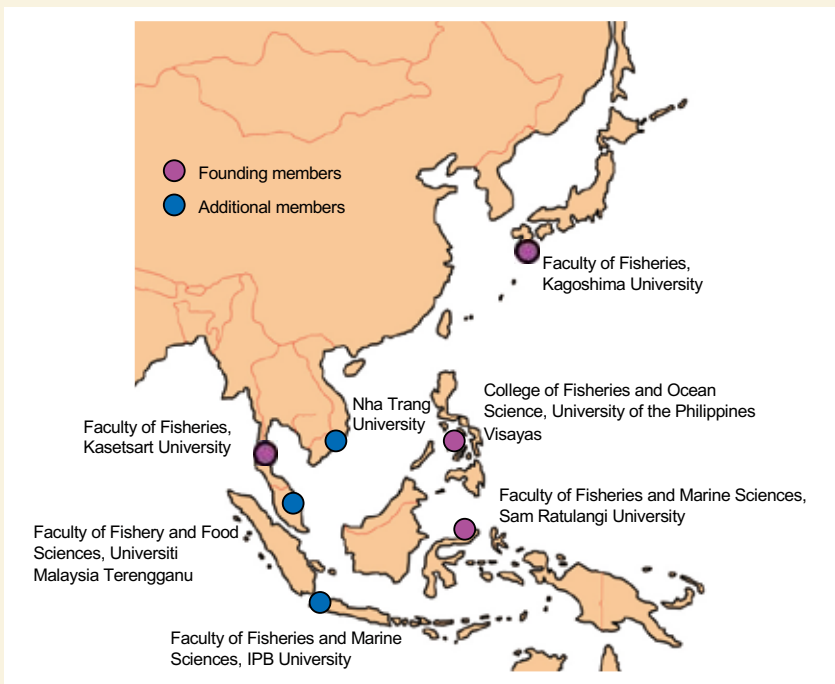 Founding members
Additional members
Faculty of Fisheries,
Kagoshima University
College of Fisheries and Ocean
Science, University of the Philippines
Visayas
Nha Trang
University
Faculty of Fisheries,
Kasetsart University
Faculty of Fisheries and Marine Sciences,
Sam Ratulangi University
Faculty of Fishery and Food
Sciences, Universiti
Malaysia Terengganu
Faculty of Fisheries and Marine
Sciences, IPB University